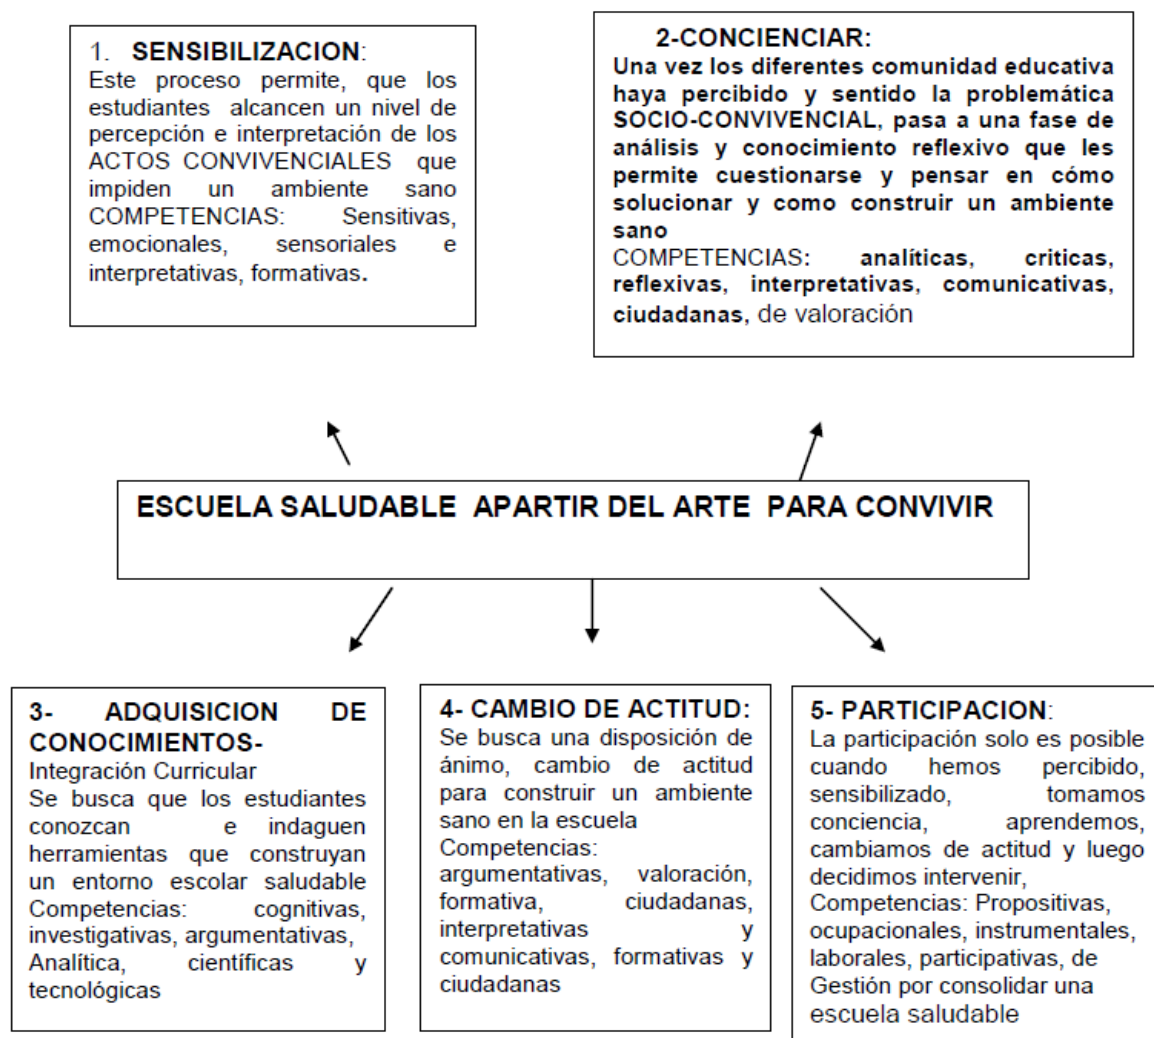 1. SENSIBILIZACION:
Este proceso permite, que los
estudiantes alcancen un nivel de
percepción e interpretación de los
ACTOS CONVIVENCIALES que
impiden un ambiente sano
COMPETENCIAS: Sensitivas,
emocionales, sensoriales e
interpretativas, formativas.
2-CONCIENCIAR:
Una vez los diferentes comunidad educativa
haya percibido y sentido la problemática
SOCIO-CONVIVENCIAL, pasa a una fase de
análisis y conocimiento reflexivo que les
permite cuestionarse y pensar en cómo
solucionar y como construir un ambiente
sano
COMPETENCIAS: analíticas, criticas,
reflexivas, interpretativas, comunicativas,
ciudadanas, de valoración
ESCUELA SALUDABLE APARTIR DEL ARTE PARA CONVIVIR
3- ADQUISICION DE
CONOCIMIENTOS-
Integración Curricular
Se busca que los estudiantes
conozcan e indaguen
herramientas que construyan
un entorno escolar saludable
Competencias: cognitivas,
investigativas, argumentativas,
Analítica, científicas y
tecnológicas
4- CAMBIO DE ACTITUD:
Se busca una disposición de
ánimo, cambio de actitud
para construir un ambiente
sano en la escuela
Competencias:
argumentativas, valoración,
formativa, ciudadanas,
interpretativas y
comunicativas, formativas y
ciudadanas
5- PARTICIPACION:
La participación solo es posible
cuando hemos percibido,
sensibilizado, tomamos
conciencia, aprendemos,
cambiamos de actitud y luego
decidimos intervenir,
Competencias: Propositivas,
ocupacionales, instrumentales,
laborales, participativas, de
Gestión por consolidar una
escuela saludable